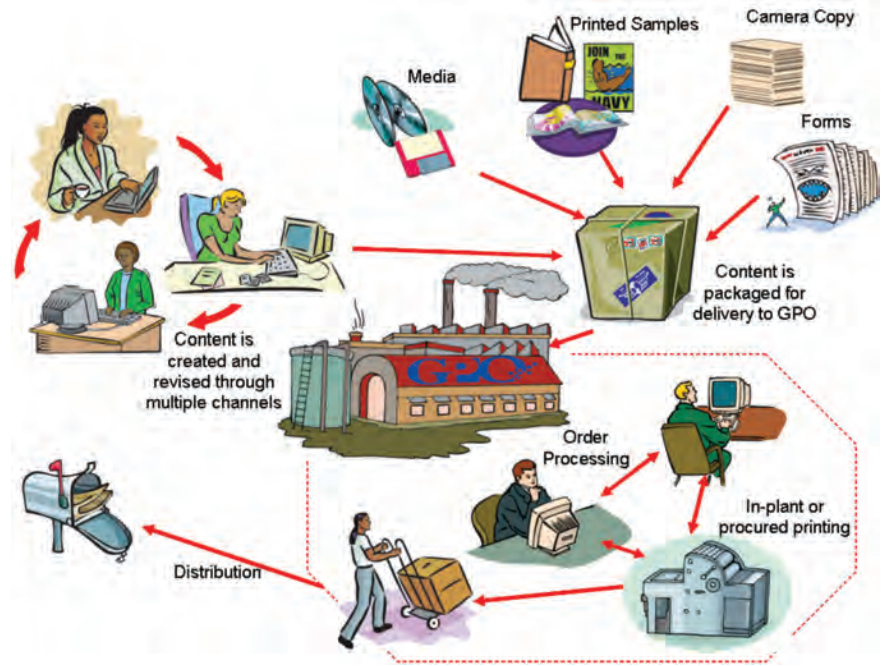 Printed Samples
Camera Copy
JOIN THE
NAVY
Media
Forms
Content is
packaged for
delivery to GPO
Content is
created and
revised through
multiple channels
GPO
Order
Processing
In-plant or
procured printing
Distribution